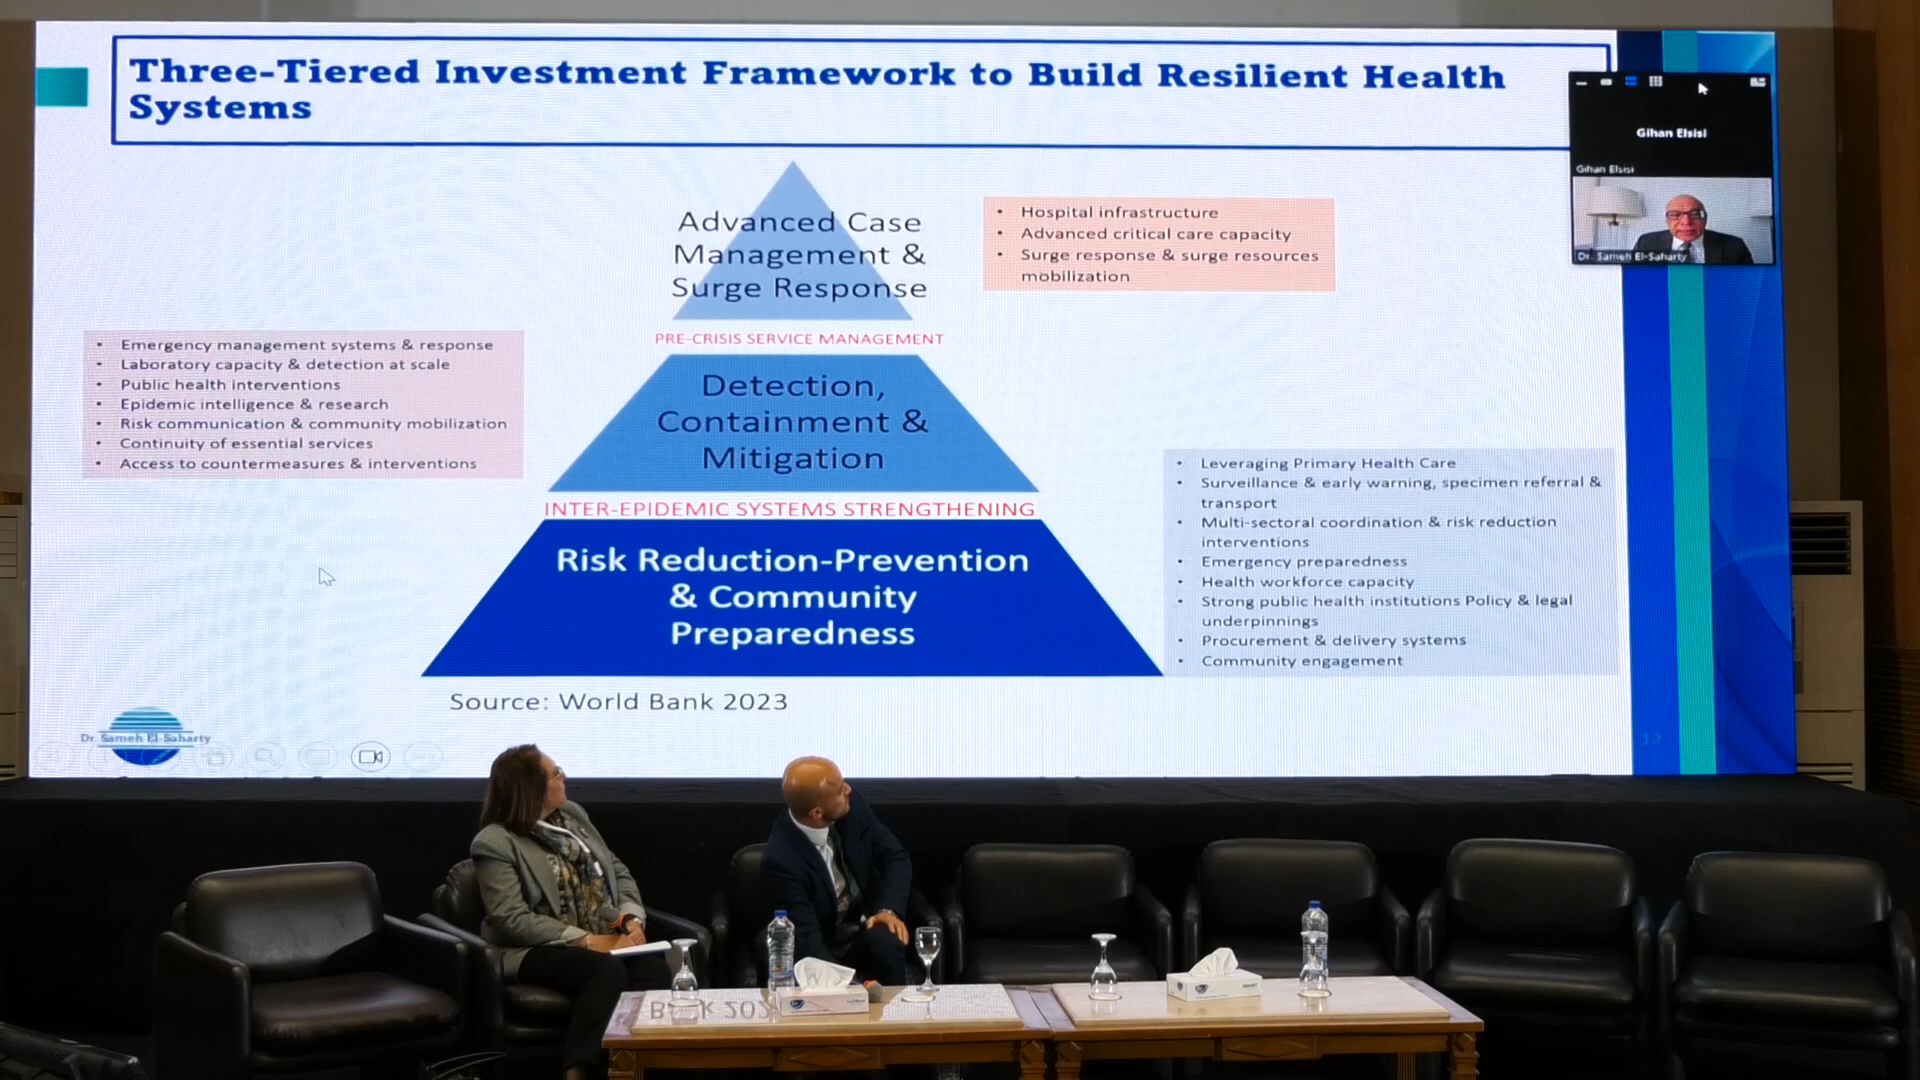 Three-Tiered Investment Framework to Build Resilient Health
Systems
Gihan Elsisi
Gihan Elsisi
Dr. Sameh El-Saharty
Advanced Case
Management &
Surge Response
• Hospital infrastructure
• Advanced critical care capacity
• Surge response & surge resources
mobilization
PRE-CRISIS SERVICE MANAGEMENT
• Emergency management systems & response
• Laboratory capacity & detection at scale
• Public health interventions
• Epidemic intelligence & research
• Risk communication & community mobilization
• Continuity of essential services
• Access to countermeasures & interventions
Detection,
Containment &
Mitigation
INTER-EPIDEMIC SYSTEMS STRENGTHENING
Risk Reduction-Prevention
& Community
Preparedness
• Leveraging Primary Health Care
• Surveillance & early warning, specimen referral &
transport
• Multi-sectoral coordination & risk reduction
interventions
• Emergency preparedness
• Health workforce capacity
• Strong public health institutions Policy & legal
underpinnings
• Procurement & delivery systems
• Community engagement
Source: World Bank 2023
Dr. Sameh El-Saharty
12